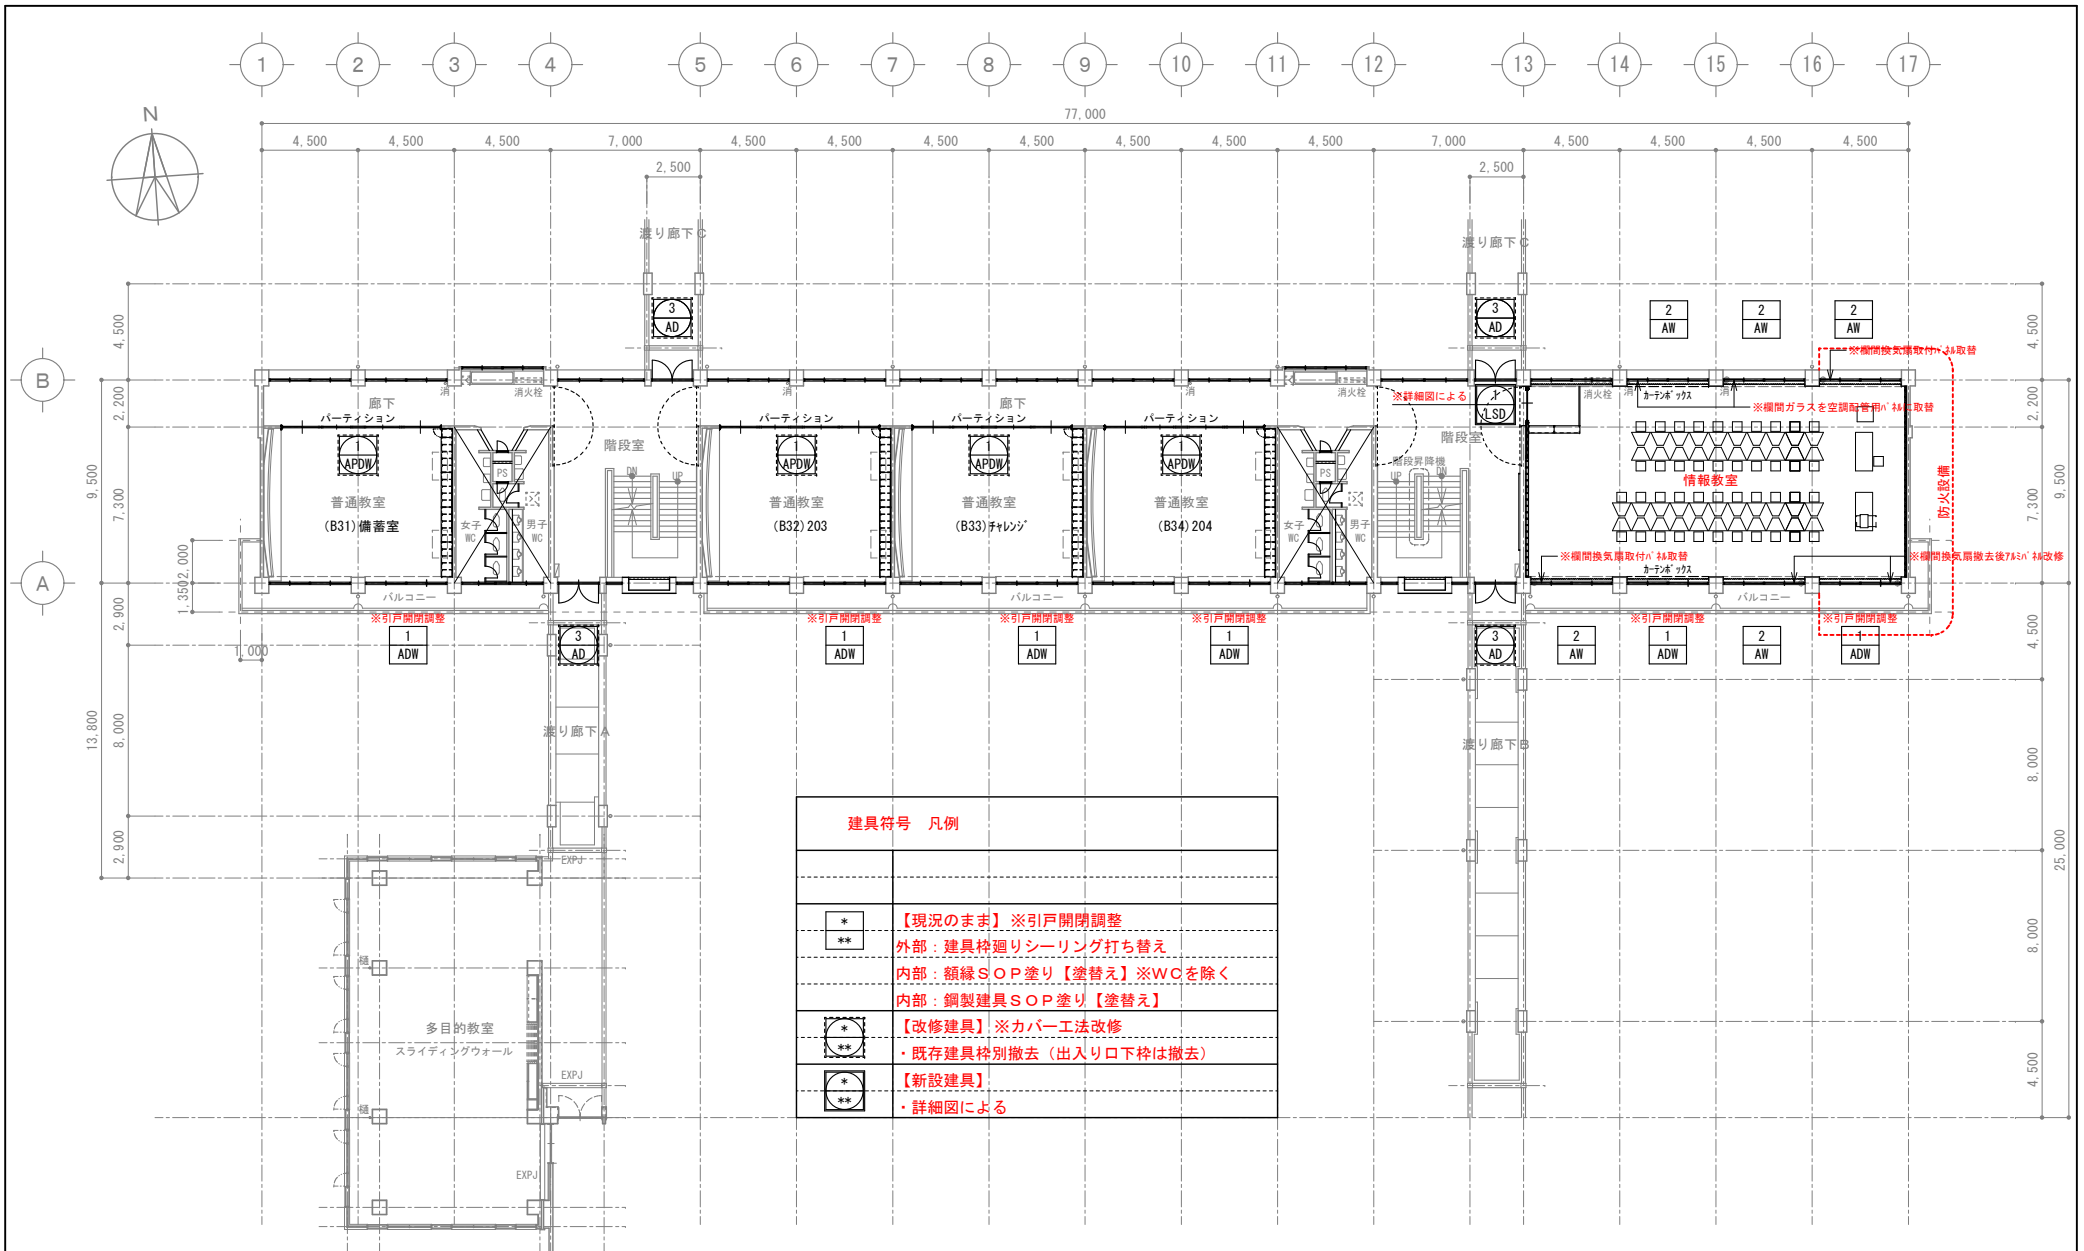 1 2 3 4 5 6 7 8 9 10 11 12 13 14 15 16 17
N
77,000
4,500 4,500 4,500 7,000 4,500 4,500 4,500 4,500 4,500 4,500 7,000 4,500 4,500 4,500 4,500
2,500 2,500
渡り廊下C 渡り廊下C
3 AD
3 AD
2 AW
2 AW
2 AW
4,500 4,500
※欄間換気扇取付パネル取替
B
2,200 2,200
消 消火栓 消 消 消火栓 消火栓 消 消
カーテンボックス
※詳細図による
1 LSD
※欄間ガラスを空調配管用パネルに取替
廊下 廊下
パーティション パーティション パーティション パーティション
階段室 階段室
1 APDW
1 APDW
1 APDW
1 APDW
PS PS
DN UP
階段昇降機
UP DN
情報教室
防火設備
9,500 7,300 7,300 9,500
普通教室 普通教室 普通教室 普通教室
(B31)備蓄室 (B32)203 (B33)チャレンジ (B34)204
女子 WC 男子 WC
女子 WC 男子 WC
※欄間換気扇取付パネル取替
※欄間換気扇撤去後アルミパネル改修
カーテンボックス
A
2,000
1,350
バルコニー バルコニー バルコニー
※引戸開閉調整 ※引戸開閉調整 ※引戸開閉調整 ※引戸開閉調整 ※引戸開閉調整 ※引戸開閉調整
1 ADW
3 AD
1 ADW
1 ADW
1 ADW
3 AD
2 AW
1 ADW
2 AW
1 ADW
1,000
2,900 4,500
13,800 8,000 8,000
渡り廊下A 渡り廊下B
2,900
25,000
8,000
4,500
EXPJ
樋
多目的教室
スライディングウォール
EXPJ
樋
EXPJ
建具符号 凡例
* ** 【現況のまま】※引戸開閉調整
外部:建具枠廻りシーリング打ち替え
内部:額縁SOP塗り【塗替え】※WCを除く
内部:鋼製建具SOP塗り【塗替え】
* ** 【改修建具】※カバー工法改修
・既存建具枠別撤去(出入り口下枠は撤去)
* ** 【新設建具】
・詳細図による